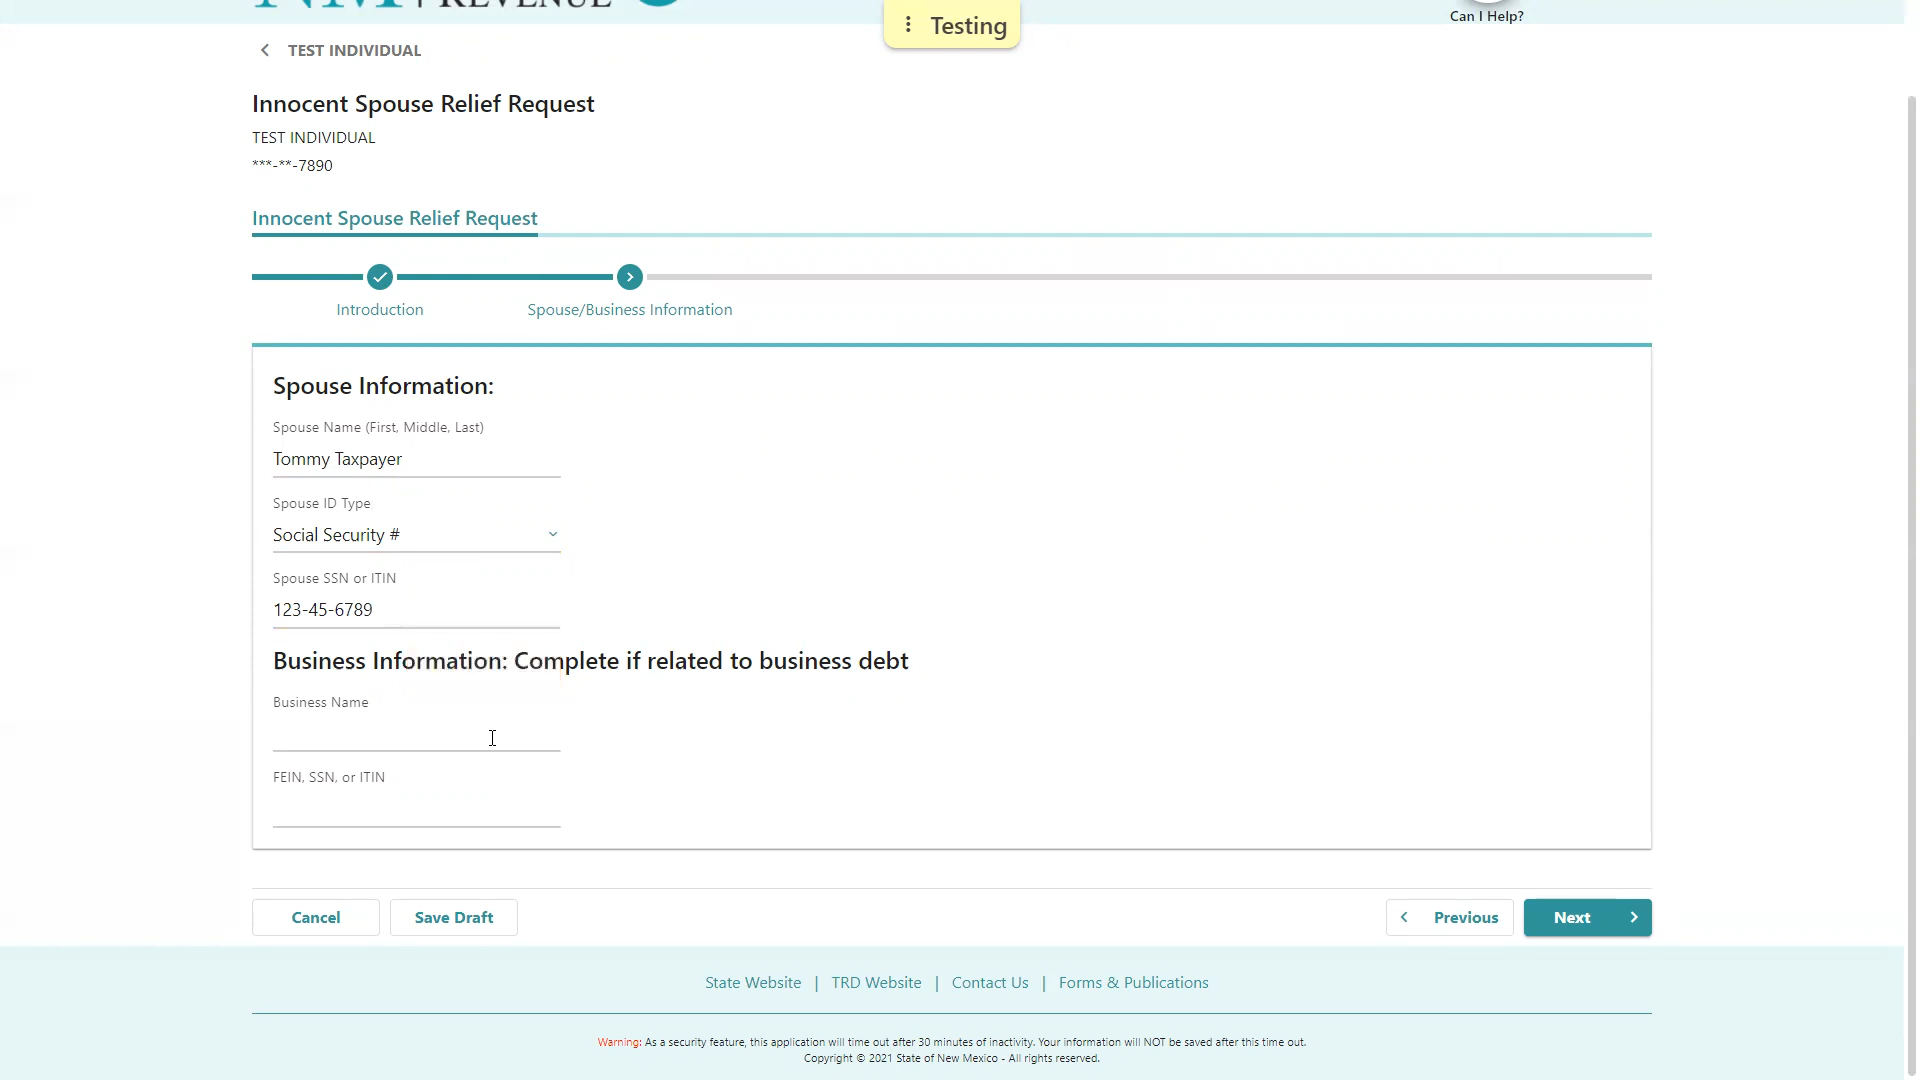 NM | REVENUE
Can I Help?
Testing
TEST INDIVIDUAL
Innocent Spouse Relief Request
TEST INDIVIDUAL
***-**-7890
Innocent Spouse Relief Request
Introduction
Spouse/Business Information
Spouse Information:
Spouse Name (First, Middle, Last)
Tommy Taxpayer
Spouse ID Type
Social Security #
Spouse SSN or ITIN
123-45-6789
Business Information: Complete if related to business debt
Business Name
FEIN, SSN, or ITIN
Cancel
Save Draft
Previous
Next
State Website | TRD Website | Contact Us | Forms & Publications
Warning: As a security feature, this application will time out after 30 minutes of inactivity. Your information will NOT be saved after this time out.
Copyright © 2021 State of New Mexico - All rights reserved.